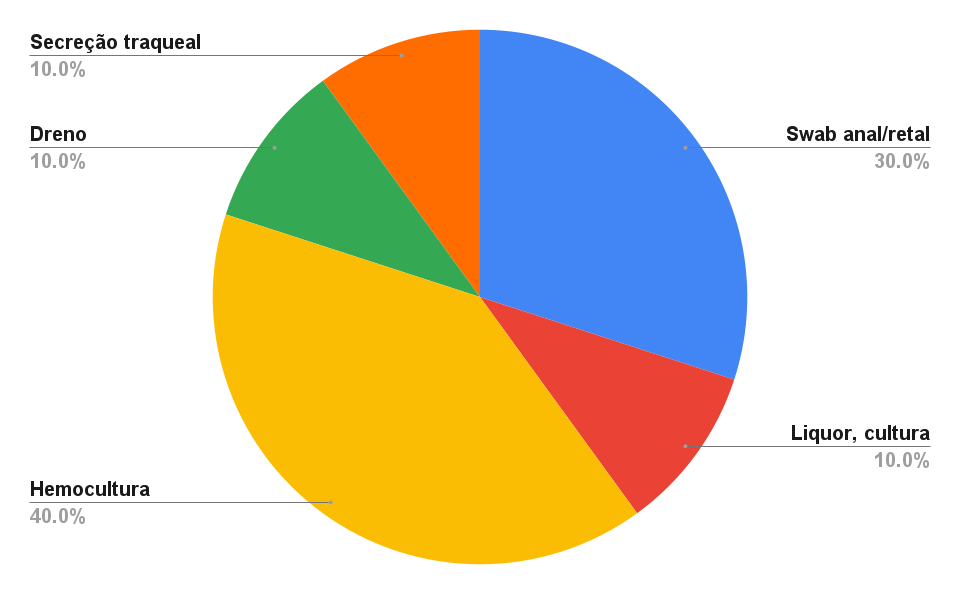 Secreção traqueal
10.0%
Dreno
10.0%
Swab anal/retal
30.0%
Liquor, cultura
10.0%
Hemocultura
40.0%